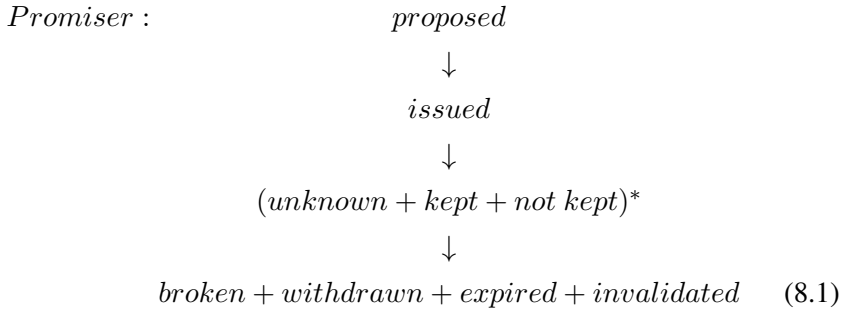 Promiser : proposed
↓
issued
↓
(unknown + kept + not kept)*
↓
broken + withdrawn + expired + invalidated (8.1)